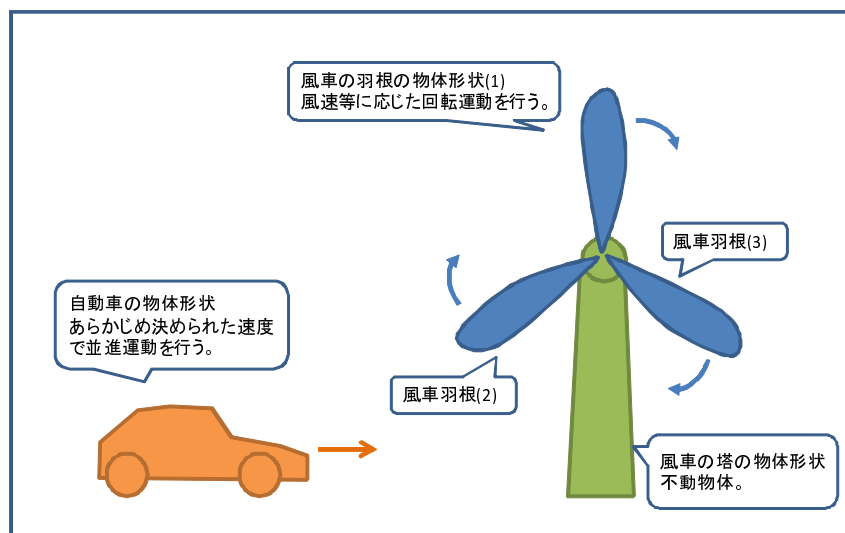 風車の羽根の物体形状(1)
風速等に応じた回転運動を行う。
風車羽根(3)
自動車の物体形状
あらかじめ決められた速度
で並進運動を行う。
風車羽根(2)
風車の塔の物体形状
不動物体。